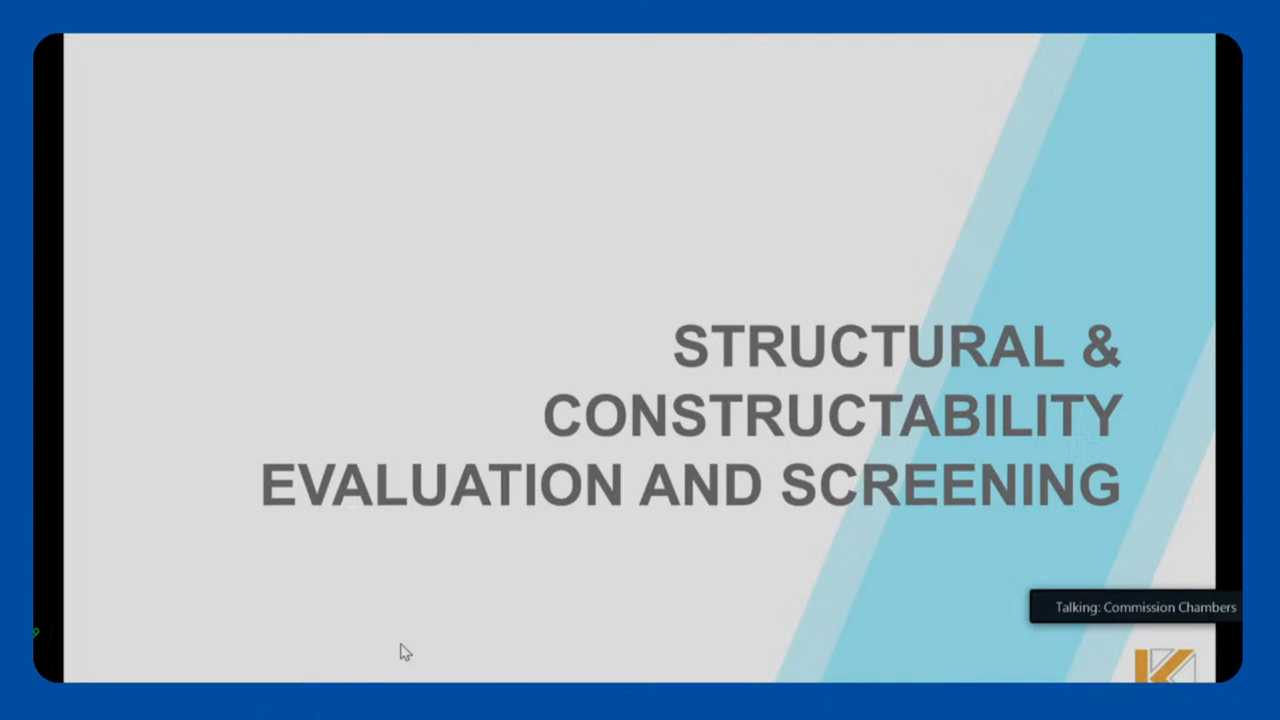 STRUCTURAL &
CONSTRUCTABILITY
EVALUATION AND SCREENING
Talking: Commission Chambers